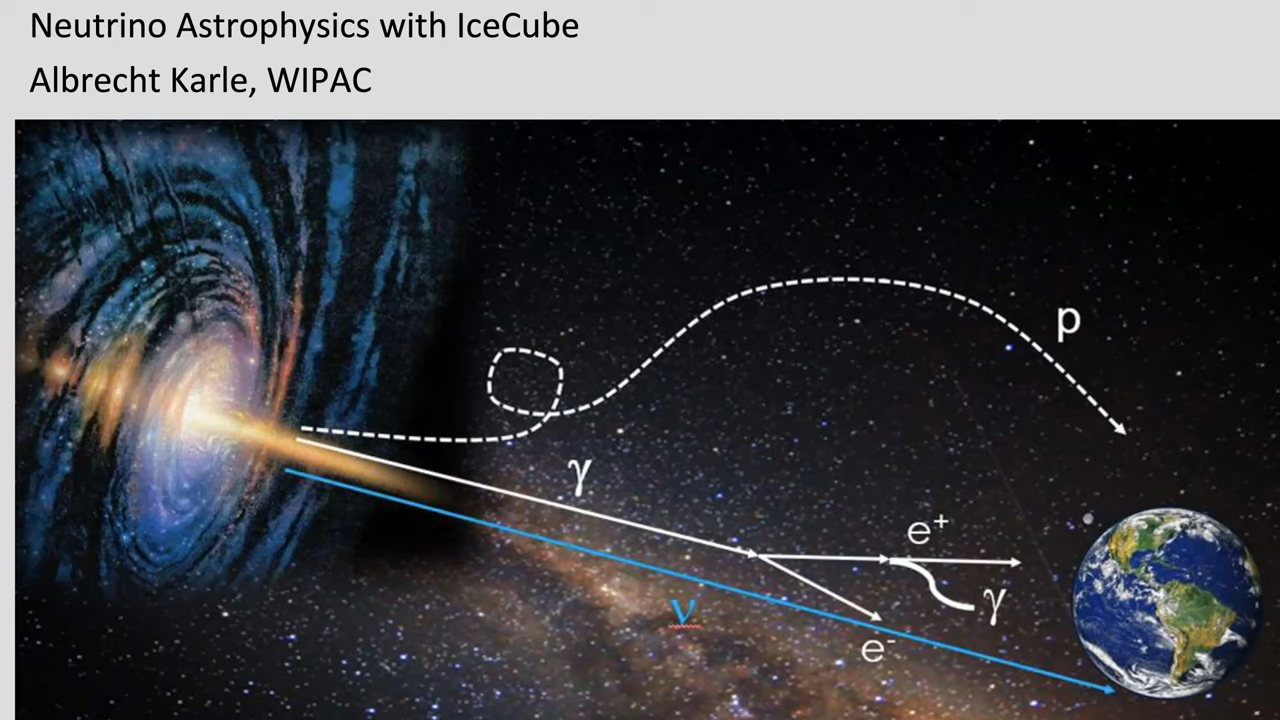 Neutrino Astrophysics with IceCube
Albrecht Karle, WIPAC
p
γ
e⁺
γ
ν
e⁻